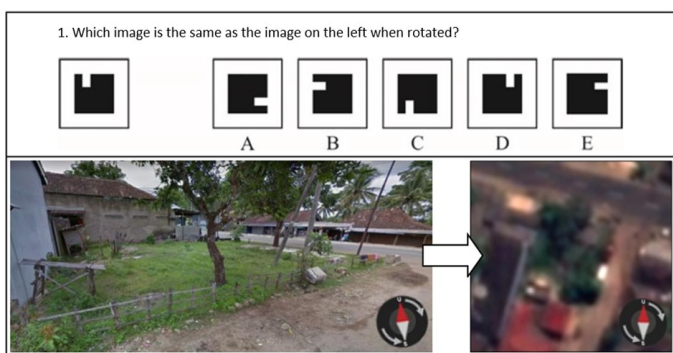 1. Which image is the same as the image on the left when rotated?
A B C D E